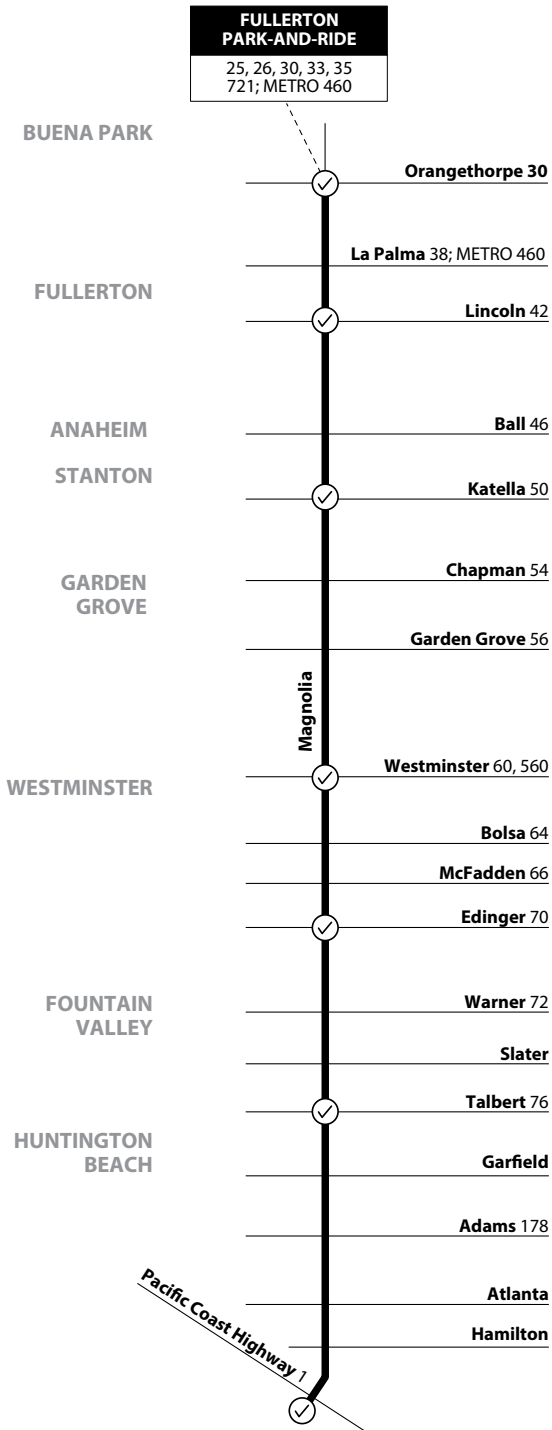 FULLERTON
PARK-AND-RIDE
25, 26, 30, 33, 35
721; METRO 460
BUENA PARK
Orangethorpe 30
La Palma 38; METRO 460
FULLERTON
Lincoln 42
ANAHEIM
Ball 46
STANTON
Katella 50
Chapman 54
GARDEN
GROVE
Garden Grove 56
Magnolia
Westminster 60, 560
WESTMINSTER
Bolsa 64
McFadden 66
Edinger 70
FOUNTAIN
VALLEY
Warner 72
Slater
Talbert 76
HUNTINGTON
BEACH
Garfield
Adams 178
Atlanta
Hamilton
Pacific Coast Highway 1